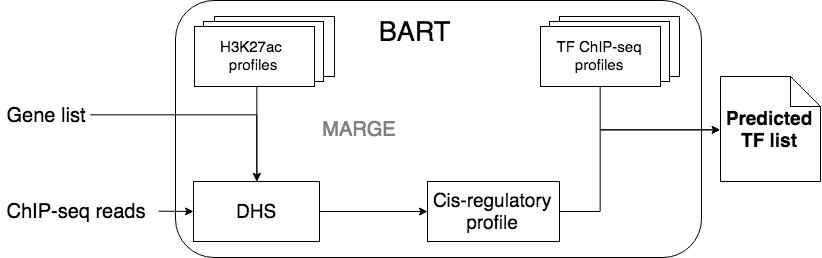 BART
H3K27ac
profiles
TF ChIP-seq
profiles
Gene list
MARGE
Predicted
TF list
ChIP-seq reads
DHS
Cis-regulatory
profile